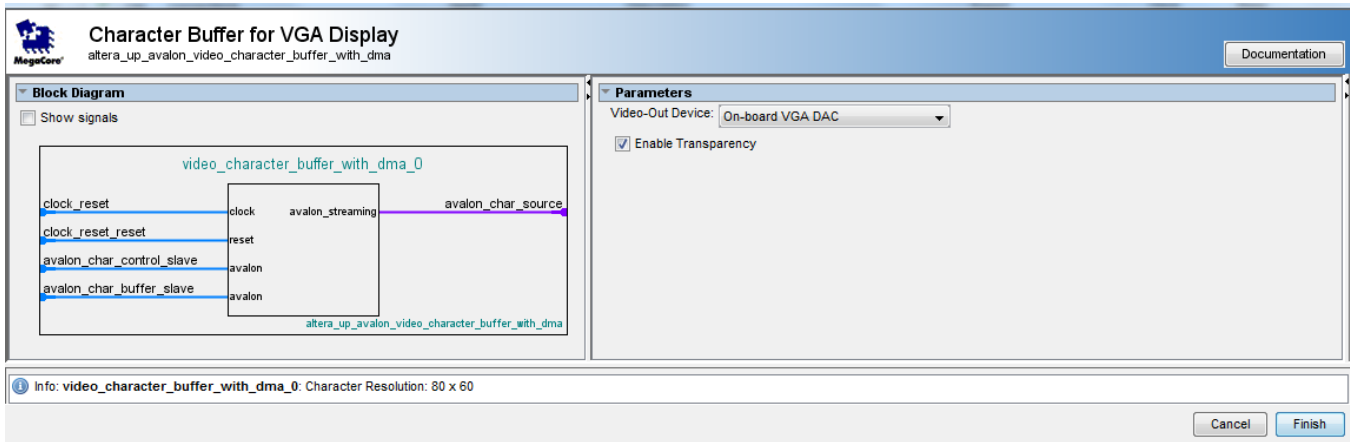 Character Buffer for VGA Display
altera_up_avalon_video_character_buffer_with_dma
MegaCore®
Documentation
Block Diagram
Show signals
video_character_buffer_with_dma_0
clock_reset
clock
avalon_streaming
avalon_char_source
clock_reset_reset
reset
avalon_char_control_slave
avalon
avalon_char_buffer_slave
avalon
altera_up_avalon_video_character_buffer_with_dma
Parameters
Video-Out Device: On-board VGA DAC
Enable Transparency
Info: video_character_buffer_with_dma_0: Character Resolution: 80 x 60
Cancel
Finish